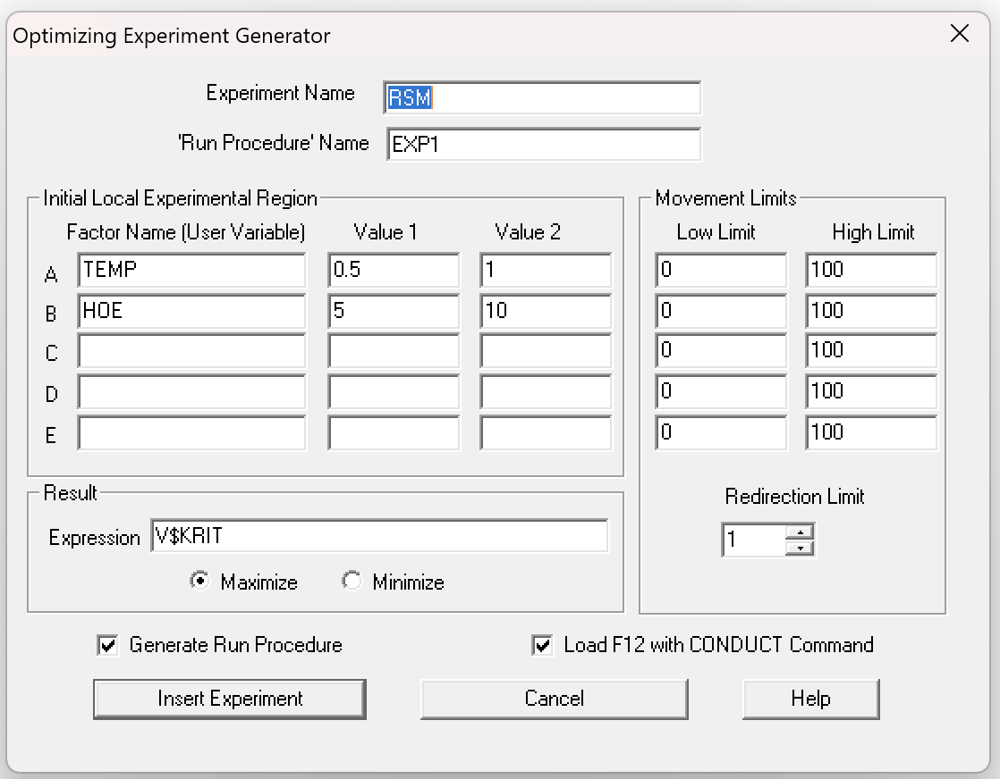 Optimizing Experiment Generator
Experiment Name RSM
'Run Procedure' Name EXP1
Initial Local Experimental Region
Factor Name (User Variable) Value 1 Value 2
A TEMP 0.5 1
B HOE 5 10
C
D
E
Movement Limits
Low Limit High Limit
0 100
0 100
0 100
0 100
0 100
Redirection Limit
1
Result
Expression V$KRIT
Maximize Minimize
Generate Run Procedure Load F12 with CONDUCT Command
Insert Experiment Cancel Help